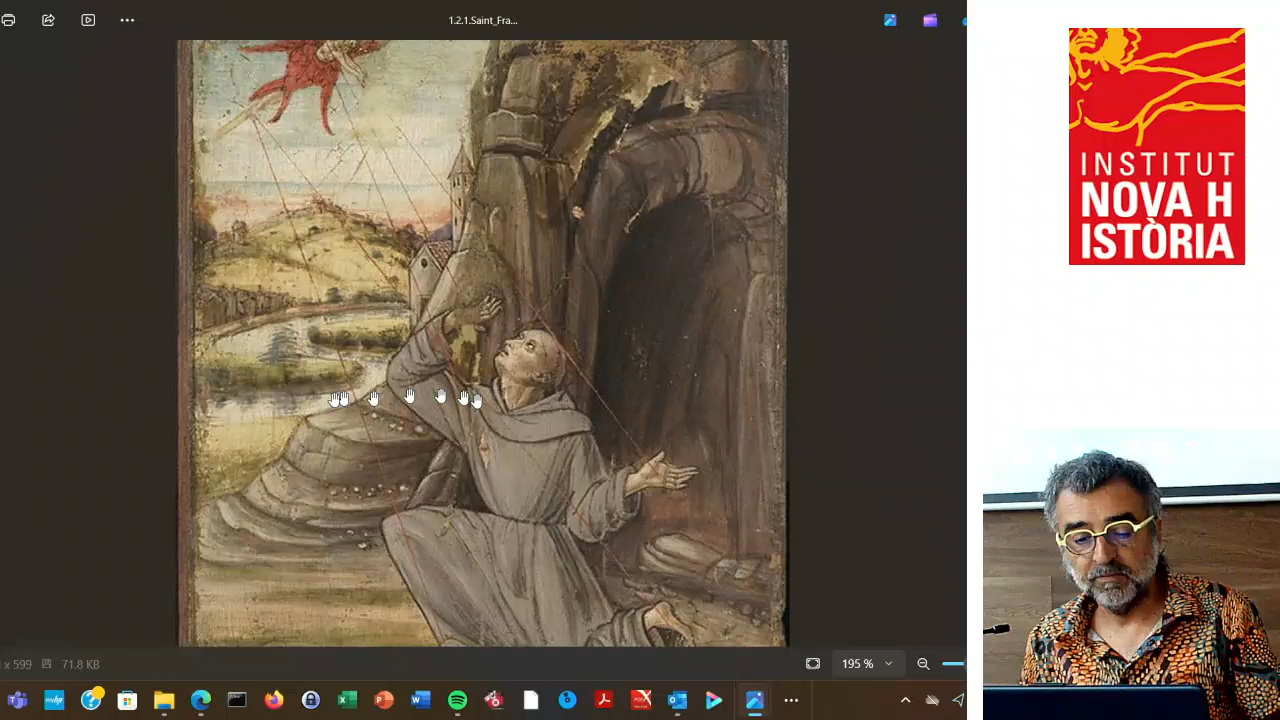 1.2.1.Saint_Fra...
INSTITUT
NOVA H
ISTÒRIA
x 599
71.8 KB
195 %